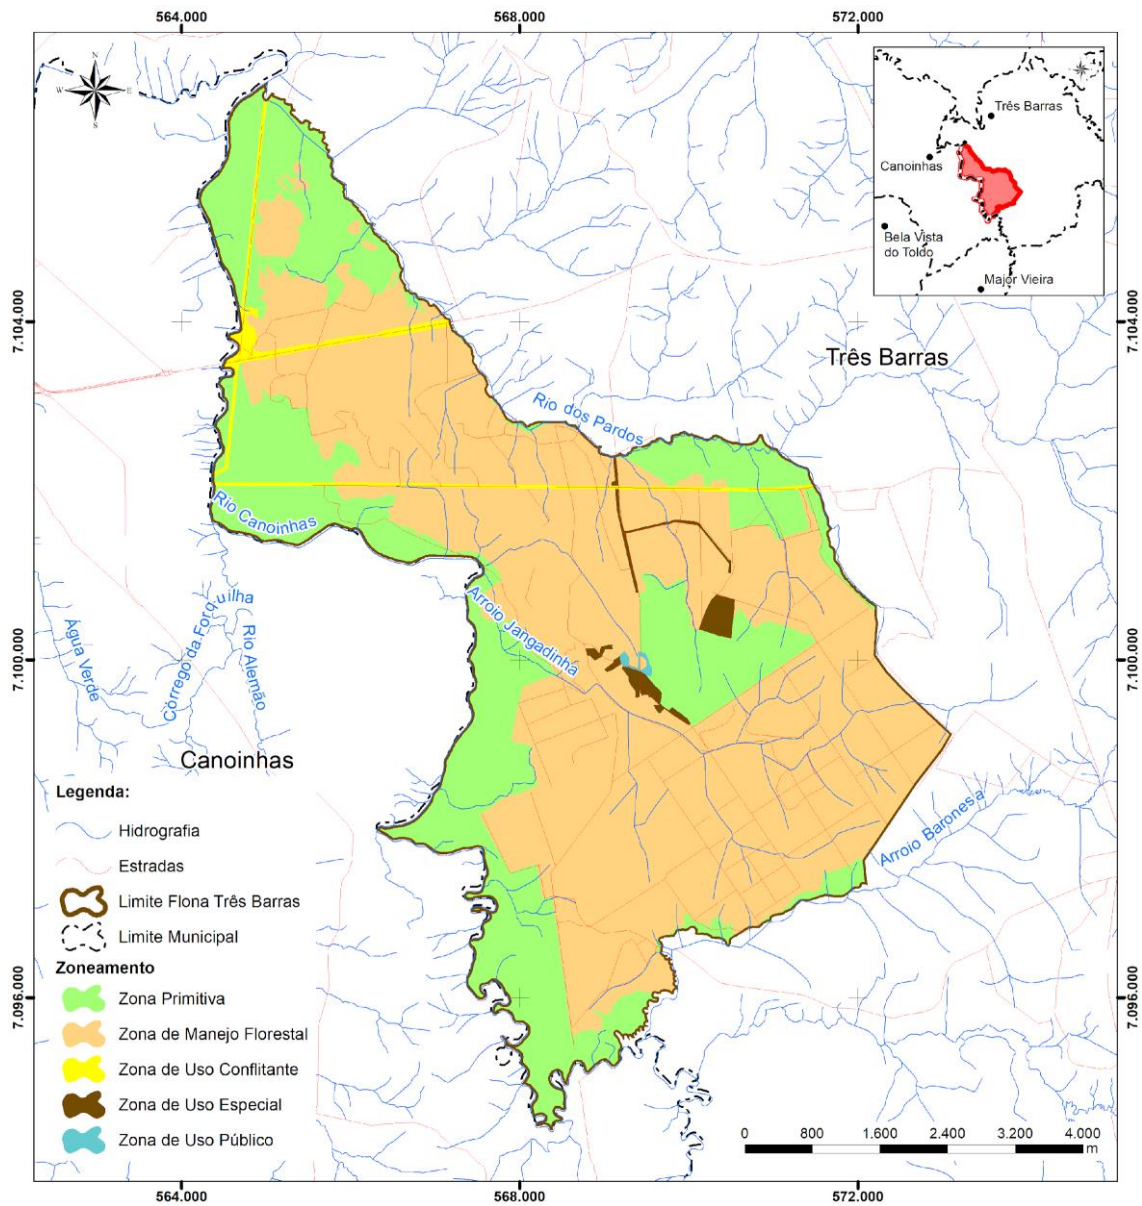 564.000
568.000
572.000
N
W
E
S
Três Barras
Canoinhas
Bela Vista
do Toldo
Major Vieira
7.104.000
7.104.000
Três Barras
Rio dos Pardos
Rio Canoinhas
Arroio Jangadinha
Água Verde
Córrego da Forquilha
Rio Alemão
7.100.000
7.100.000
Canoinhas
Arroio Baronesa
Legenda:
Hidrografia
Estradas
Limite Flona Três Barras
Limite Municipal
Zoneamento
Zona Primitiva
Zona de Manejo Florestal
Zona de Uso Conflitante
Zona de Uso Especial
Zona de Uso Público
7.096.000
7.096.000
0 800 1.600 2.400 3.200 4.000
m
564.000
568.000
572.000